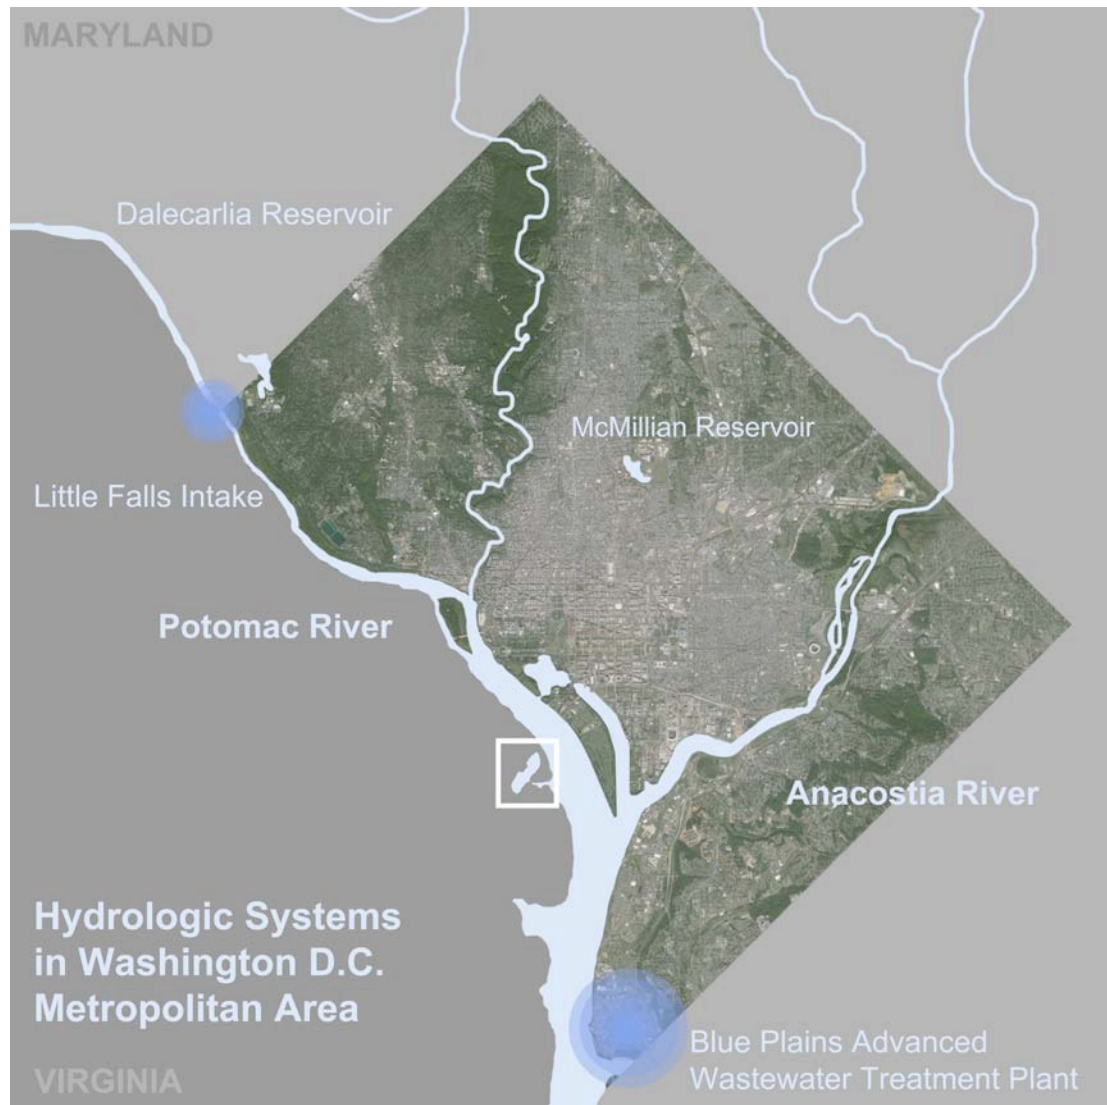 MARYLAND
Dalecarlia Reservoir
McMillian Reservoir
Little Falls Intake
Potomac River
Anacostia River
Hydrologic Systems
in Washington D.C.
Metropolitan Area
Blue Plains Advanced
Wastewater Treatment Plant
VIRGINIA